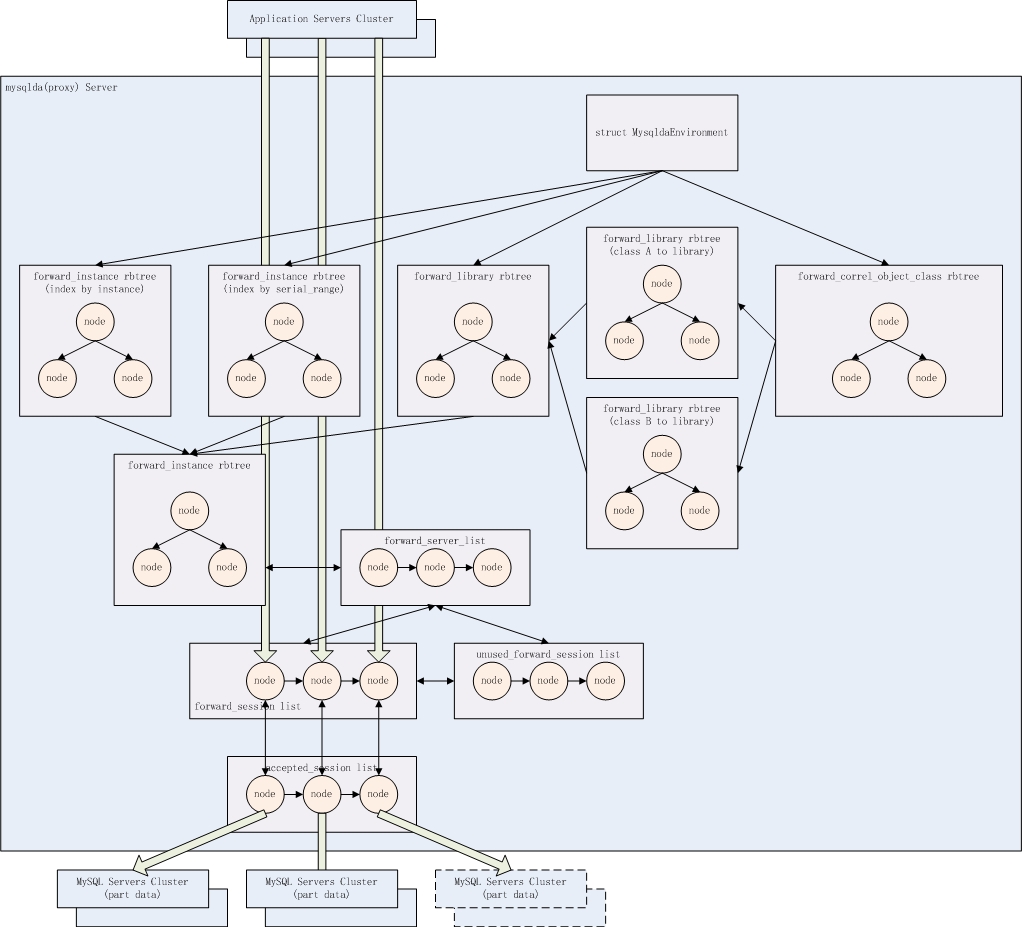 Application Servers Cluster
mysqlda(proxy) Server
struct MysqldaEnvironment
forward_instance rbtree
(index by instance)
node
node
node
forward_instance rbtree
(index by serial_range)
node
node
node
forward_library rbtree
node
node
node
forward_library rbtree
(class A to library)
node
node
node
forward_correl_object_class rbtree
node
node
node
forward_library rbtree
(class B to library)
node
node
node
forward_instance rbtree
node
node
node
forward_server_list
node
node
node
node
node
node
forward_session list
unused_forward_session list
node
node
node
accepted_session list
node
node
node
MySQL Servers Cluster
(part data)
MySQL Servers Cluster
(part data)
MySQL Servers Cluster
(part data)